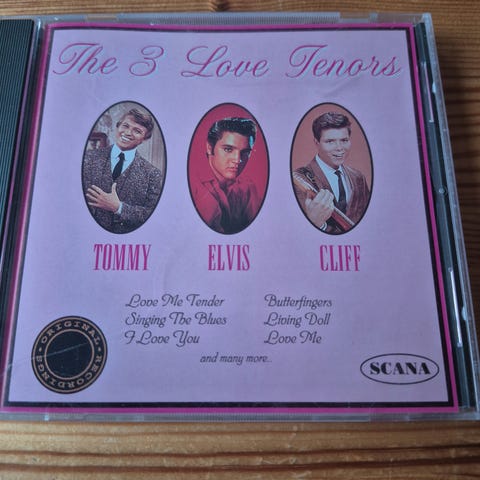 The 3 Love Tenors
TOMMY ELVIS CLIFF
Love Me Tender
Singing The Blues
I Love You
Butterfingers
Living Doll
Love Me
and many more...
ORIGINAL RECORDINGS
SCANA